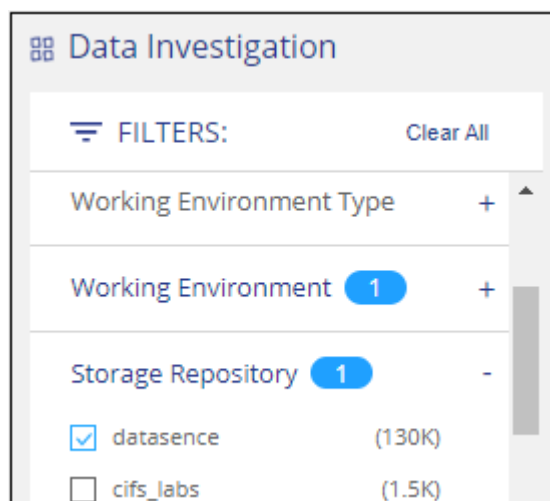 Data Investigation
FILTERS: Clear All
Working Environment Type +
Working Environment 1 +
Storage Repository 1 -
datasence (130K)
cifs_labs (1.5K)